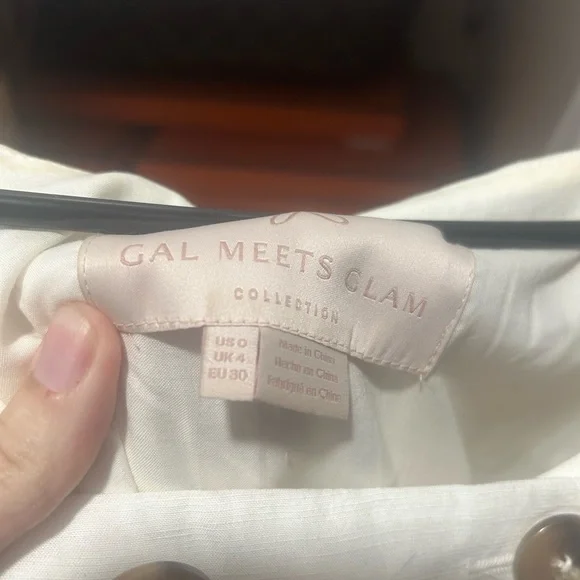 GAL MEETS GLAM
COLLECTION
US 0
UK 4
EU 30
Made in China
Hecho en China
Fabriqué en Chine